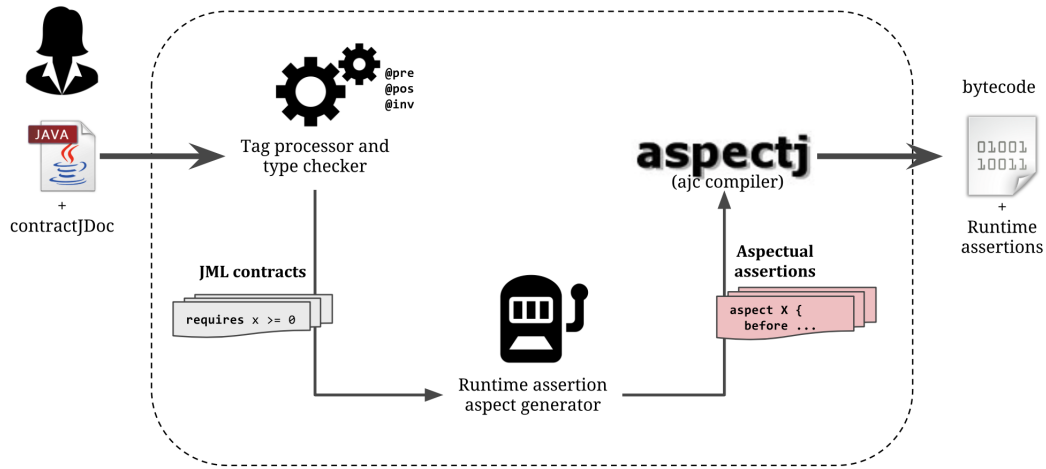 @pre
@pos
@inv
Tag processor and
type checker
JAVA
+
contractJDoc
JML contracts
requires x >= 0
Runtime assertion
aspect generator
aspectj
(ajc compiler)
Aspectual
assertions
aspect X {
before ...
bytecode
01001
10011
+
Runtime
assertions